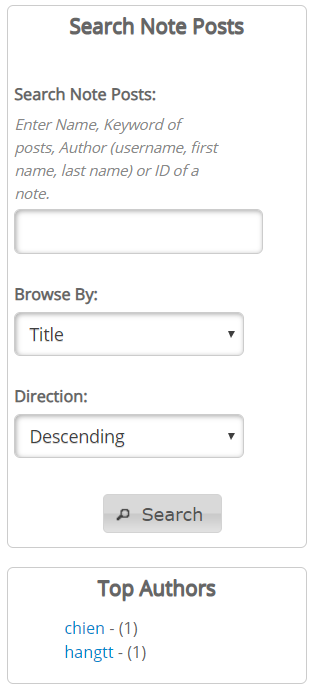 Search Note Posts
Search Note Posts:
Enter Name, Keyword of
posts, Author (username, first
name, last name) or ID of a
note.
Browse By:
Title
Direction:
Descending
Search
Top Authors
chien - (1)
hangtt - (1)